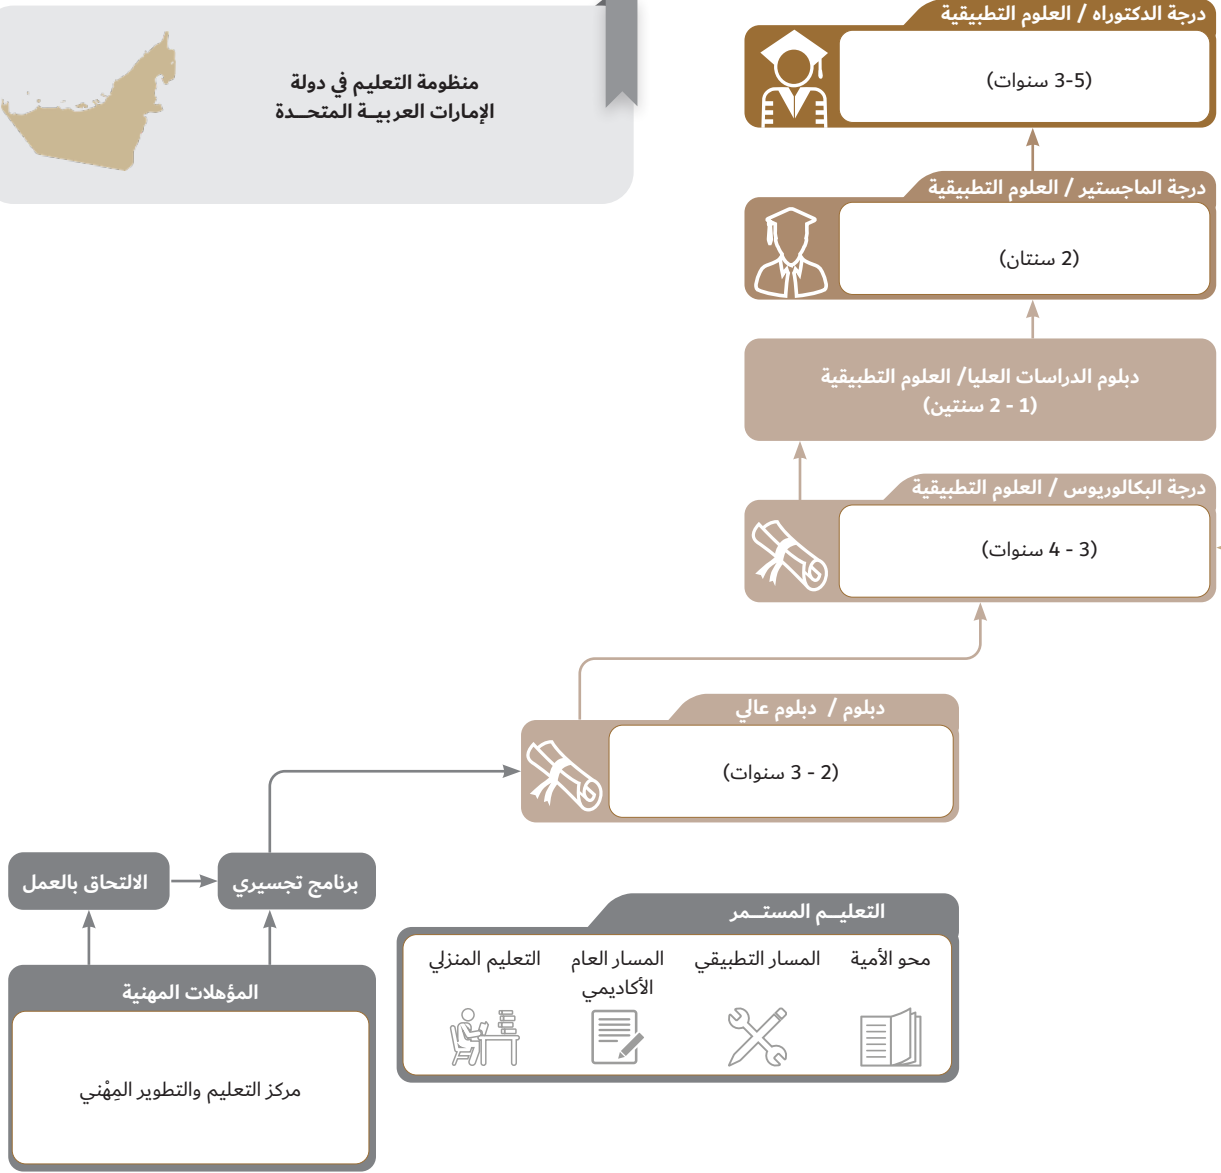 منظومة التعليم في دولة
الإمارات العربيــة المتحــدة
درجة الدكتوراه / العلوم التطبيقية
(3-5 سنوات)
درجة الماجستير / العلوم التطبيقية
(2 سنتان)
دبلوم الدراسات العليا/ العلوم التطبيقية
(1 - 2 سنتين)
درجة البكالوريوس / العلوم التطبيقية
(3 - 4 سنوات)
دبلوم / دبلوم عالي
(2 - 3 سنوات)
برنامج تجسيري
الالتحاق بالعمل
التعليــم المستــمر
محو الأمية
المسار التطبيقي
المسار العام
الأكاديمي
التعليم المنزلي
المؤهلات المهنية
مركز التعليم والتطوير المِهْني